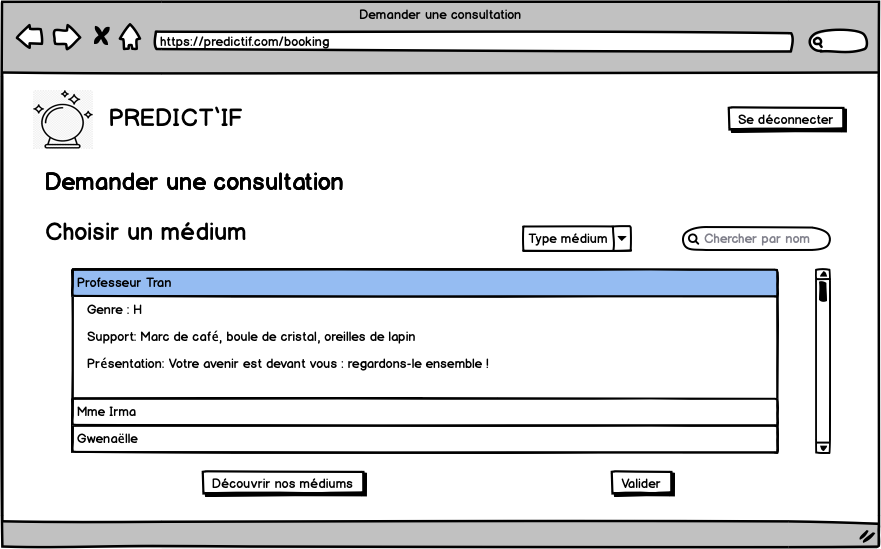 Demander une consultation
https://predictif.com/booking
PREDICT'IF
Se déconnecter
Demander une consultation
Choisir un médium
Type médium
Chercher par nom
Professeur Tran
Genre : H
Support: Marc de café, boule de cristal, oreilles de lapin
Présentation: Votre avenir est devant vous : regardons-le ensemble !
Mme Irma
Gwenaëlle
Découvrir nos médiums
Valider